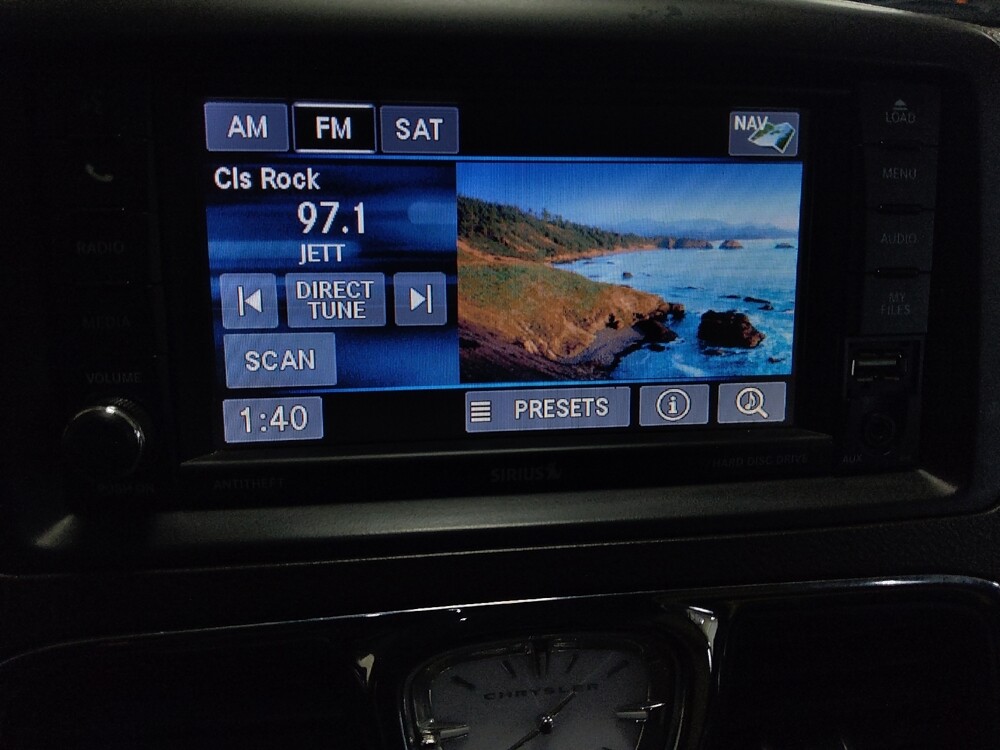 AM FM SAT NAV
LOAD
Cls Rock
MENU
97.1
RADIO
AUDIO
JETT
DIRECT
TUNE
MY
FILES
MEDIA
SCAN
VOLUME
1:40
PRESETS
i
SIRIUS
HARD DISC DRIVE
AUX
ANTITHEFT
CHRYSLER